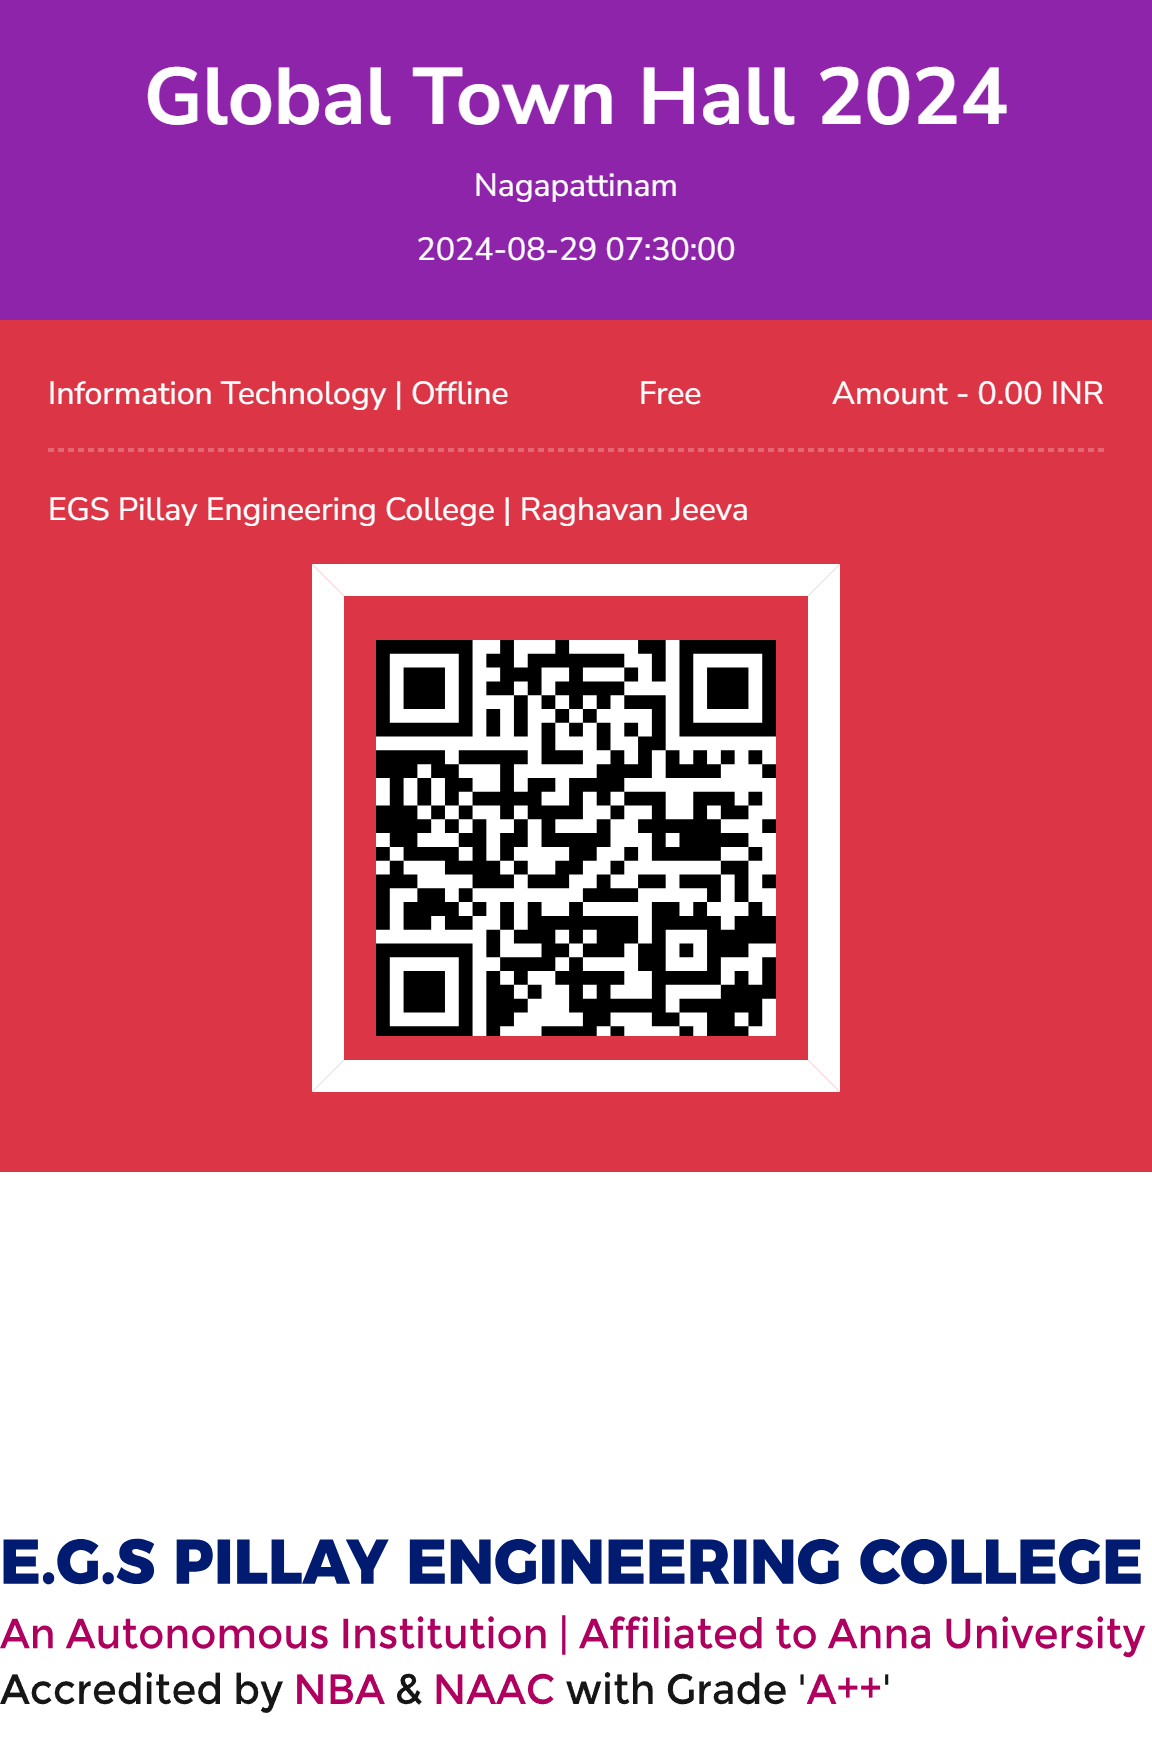 Global Town Hall 2024
Nagapattinam
2024-08-29 07:30:00
Information Technology | Offline Free Amount - 0.00 INR
EGS Pillay Engineering College | Raghavan Jeeva
E.G.S PILLAY ENGINEERING COLLEGE
An Autonomous Institution | Affiliated to Anna University
Accredited by NBA & NAAC with Grade 'A++'